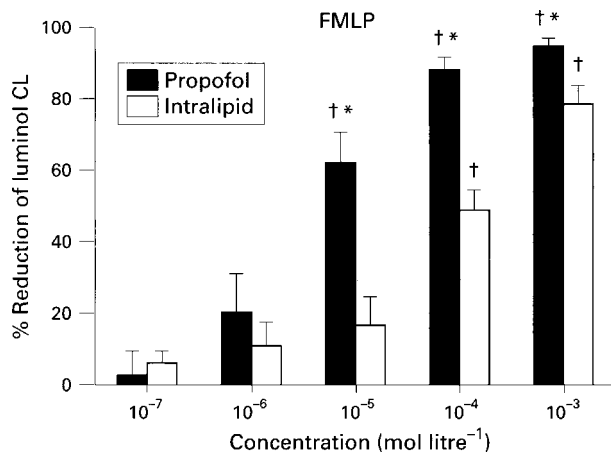 FMLP
% Reduction of luminol CL
100
80
60
40
20
0
Propofol
Intralipid
† *
† *
†
† *
†
10⁻⁷ 10⁻⁶ 10⁻⁵ 10⁻⁴ 10⁻³
Concentration (mol litre⁻¹)